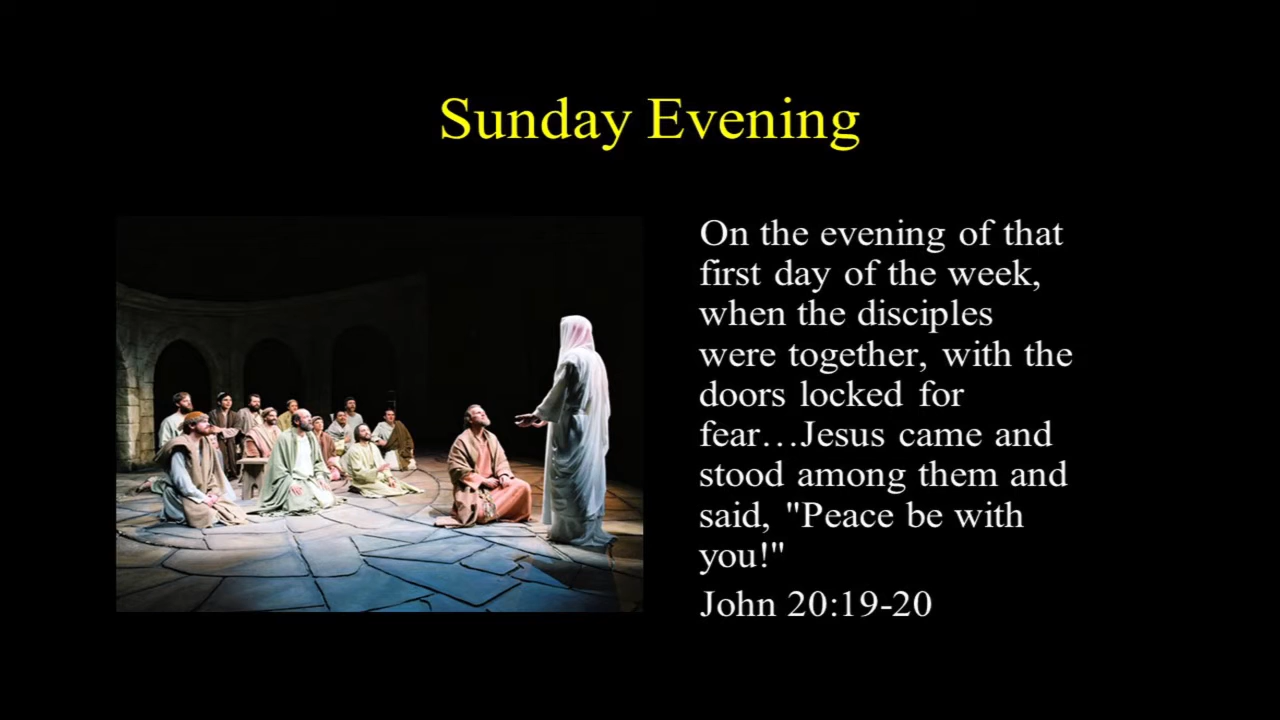 Sunday Evening
On the evening of that
first day of the week,
when the disciples
were together, with the
doors locked for
fear…Jesus came and
stood among them and
said, "Peace be with
you!"
John 20:19-20